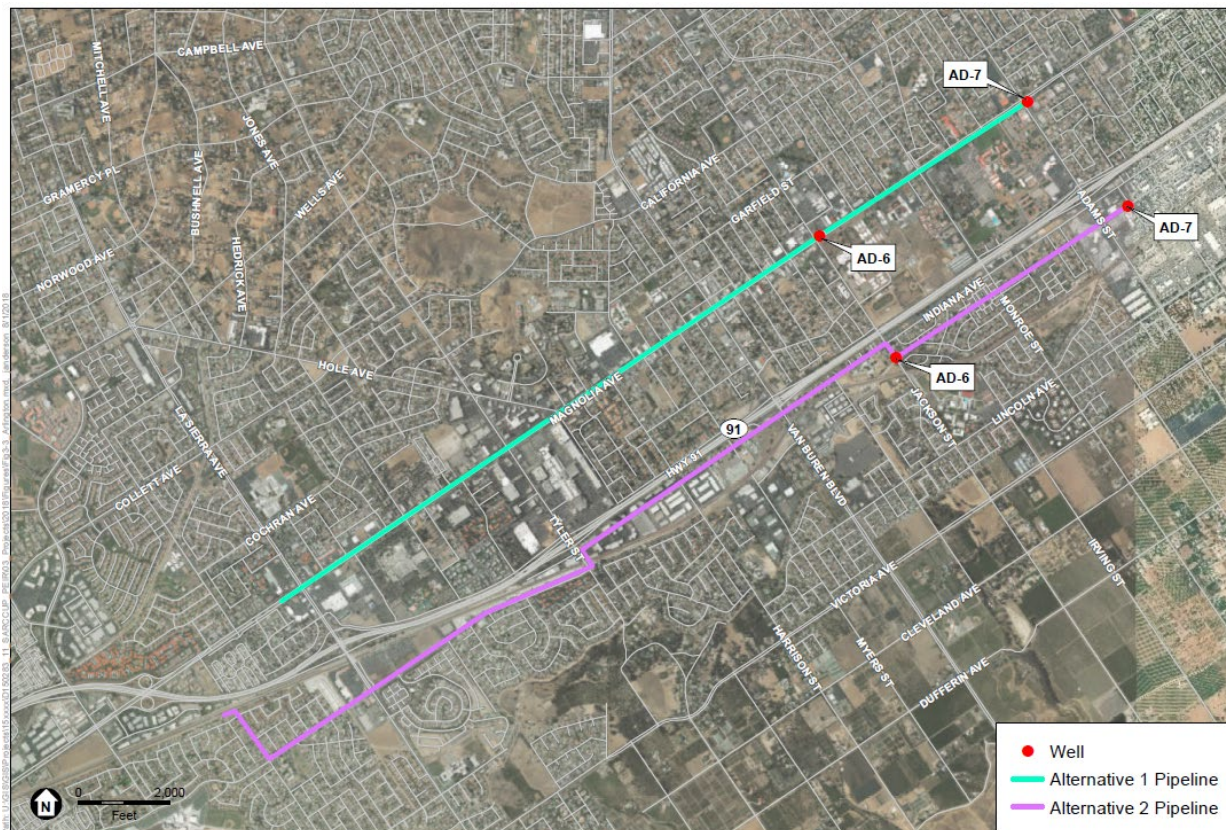 CAMPBELL AVE
MITCHELL AVE
JONES AVE
GRAMERCY PL
BUSHNELL AVE
WELLS AVE
NORWOOD AVE
HEDRICK AVE
HOLE AVE
LA SIERRA AVE
COLLETT AVE
COCHRAN AVE
CALIFORNIA AVE
GARFIELD ST
MAGNOLIA AVE
AD-7
AD-6
ADAMS ST
AD-7
INDIANA AVE
MONROE ST
AD-6
JACKSON ST
LINCOLN AVE
91
HWY 91
VAN BUREN BLVD
TYLER ST
IRVING ST
VICTORIA AVE
CLEVELAND AVE
HARRISON ST
MYERS ST
DUFFERIN AVE
N
0 2,000
Feet
Well
Alternative 1 Pipeline
Alternative 2 Pipeline